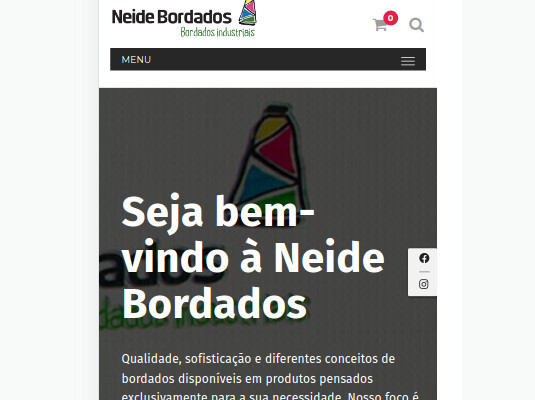 Neide Bordados
Bordados industriais
0
MENU
Seja bem-
vindo à Neide
Bordados
Qualidade, sofisticação e diferentes conceitos de
bordados disponíveis em produtos pensados
exclusivamente para a sua necessidade. Nosso foco é